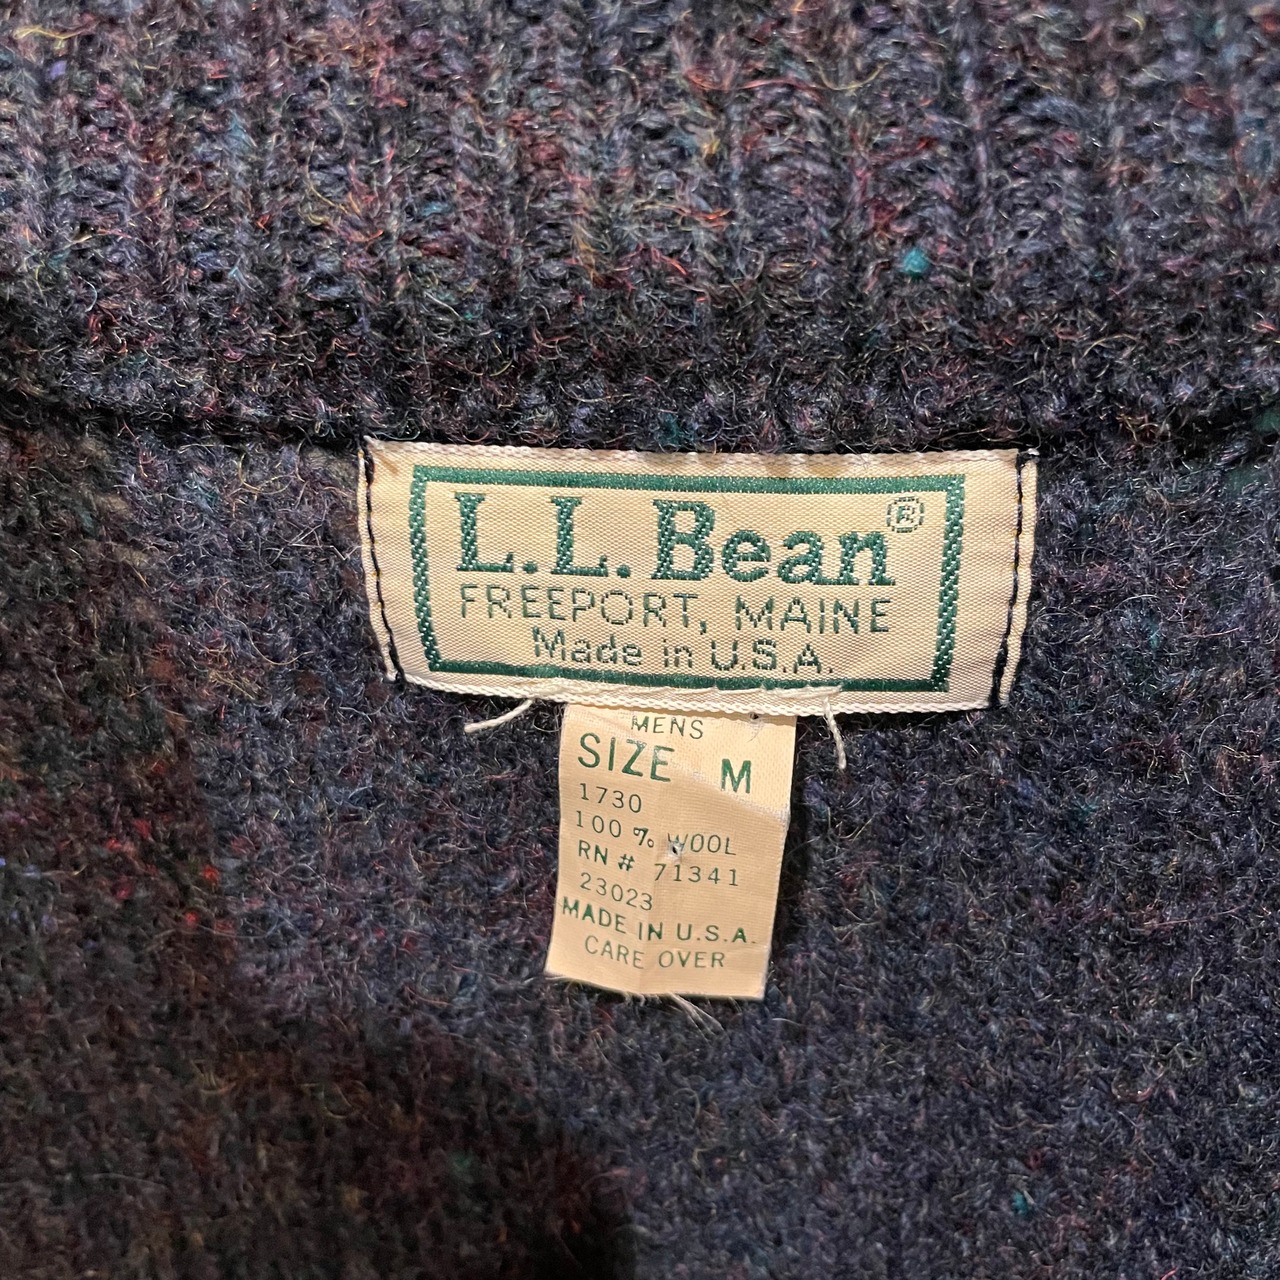 L.L.Bean®
FREEPORT, MAINE
Made in U.S.A.
MENS
SIZE M
1730
100 % WOOL
RN # 71341
23023
MADE IN U.S.A.
CARE OVER